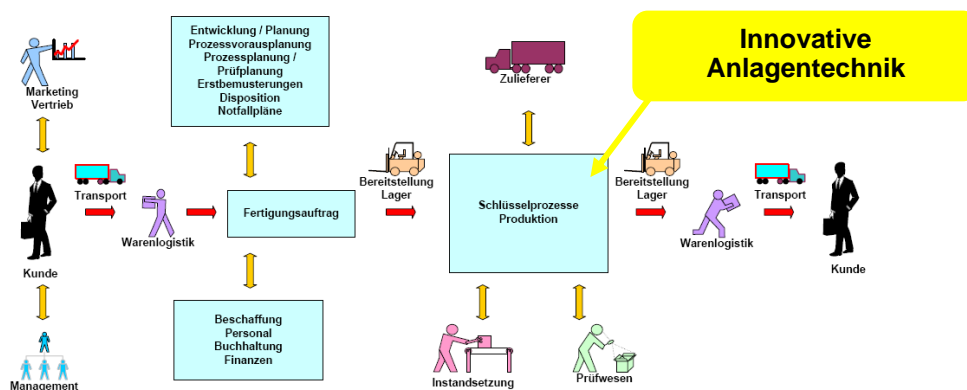 Innovative
Anlagentechnik
Marketing
Vertrieb
Entwicklung / Planung
Prozessvorausplanung
Prozessplanung /
Prüfplanung
Erstbemusterungen
Disposition
Notfallpläne
Zulieferer
Kunde
Transport
Warenlogistik
Fertigungsauftrag
Bereitstellung
Lager
Schlüsselprozesse
Produktion
Bereitstellung
Lager
Warenlogistik
Transport
Kunde
Management
Beschaffung
Personal
Buchhaltung
Finanzen
Instandsetzung
Prüfwesen